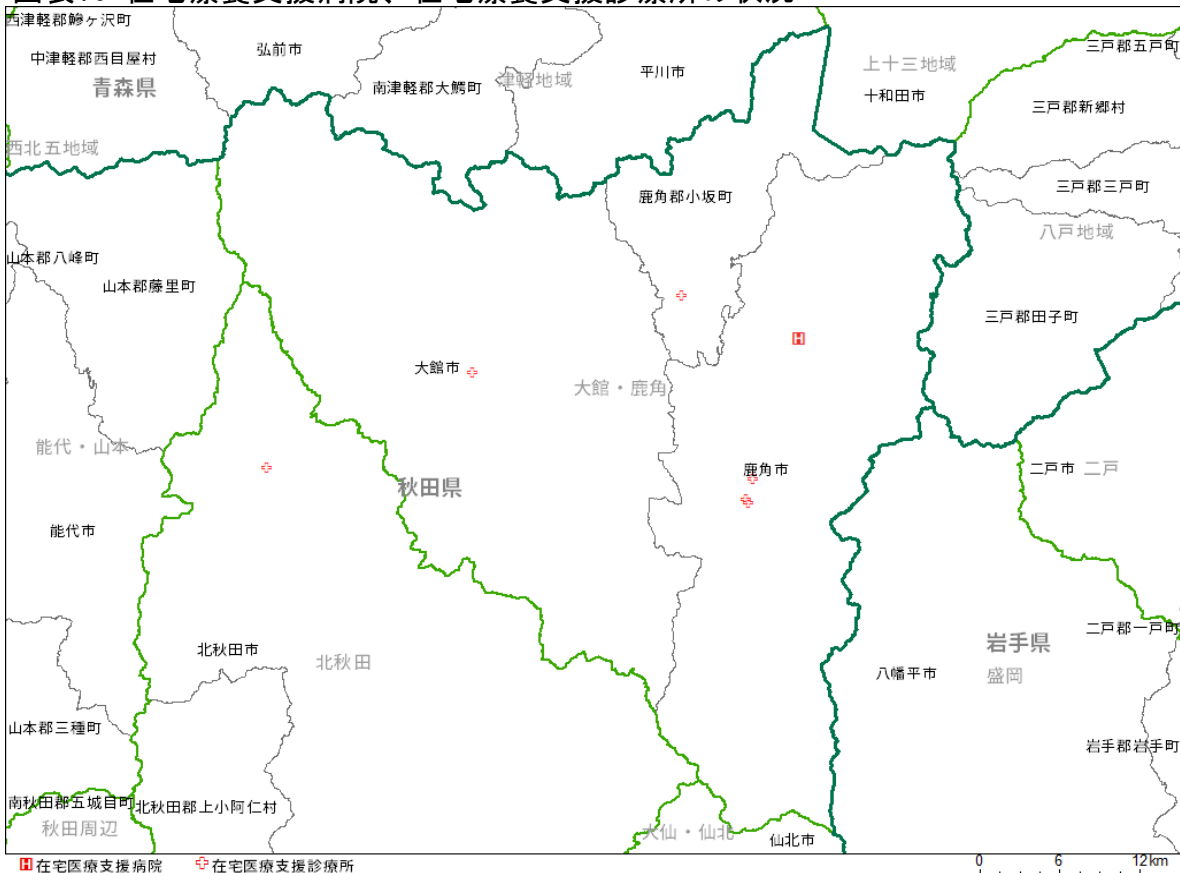 西津軽郡鰺ヶ沢町
中津軽郡西目屋村
弘前市
青森県
南津軽郡大鰐町
津軽地域
平川市
上十三地域
十和田市
三戸郡五戸町
三戸郡新郷村
西北五地域
三戸郡三戸町
鹿角郡小坂町
八戸地域
山本郡八峰町
山本郡藤里町
三戸郡田子町
大館市
大館・鹿角
能代・山本
鹿角市
二戸市
二戸
秋田県
能代市
二戸郡一戸町
岩手県
北秋田市
北秋田
八幡平市
盛岡
山本郡三種町
岩手郡岩手町
南秋田郡五城目町
北秋田郡上小阿仁村
秋田周辺
大仙・仙北
仙北市
H在宅医療支援病院
在宅医療支援診療所
0 6 12km